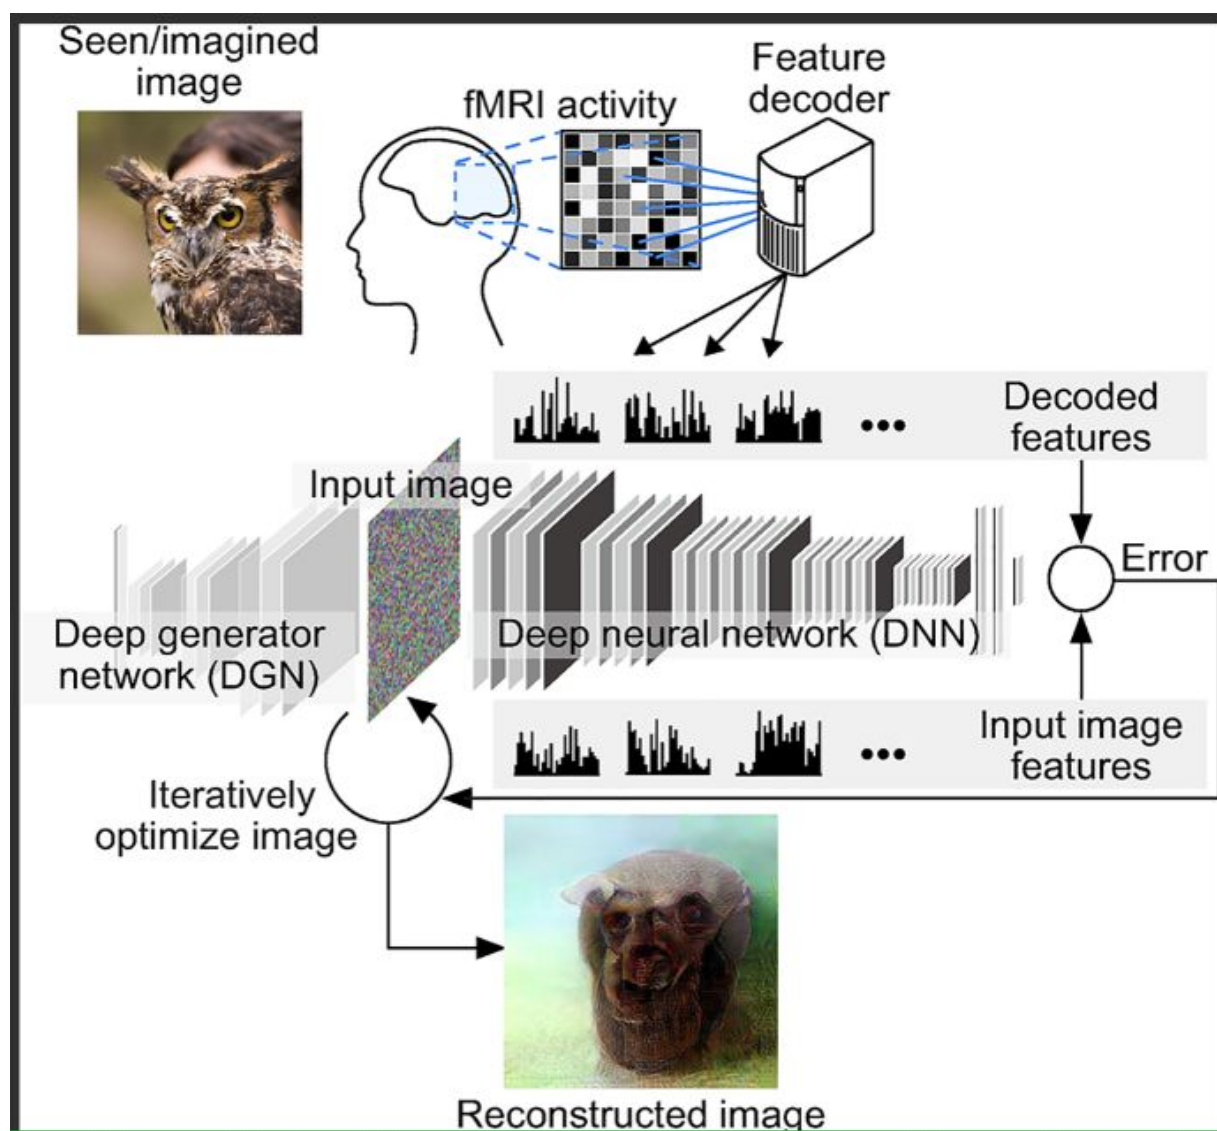 Seen/imagined
image
fMRI activity
Feature
decoder
Decoded
features
Input image
Error
Deep generator
network (DGN)
Deep neural network (DNN)
Input image
features
Iteratively
optimize image
Reconstructed image